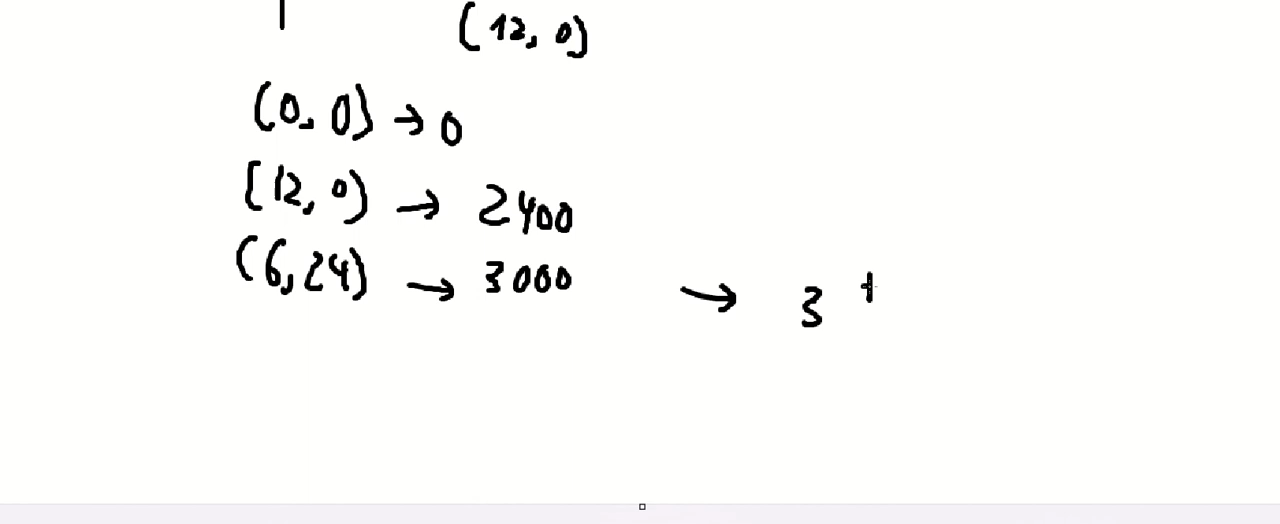 (12, 0)
(0, 0) → 0
(12, 0) → 2400
(6, 24) → 3000 → 3 +